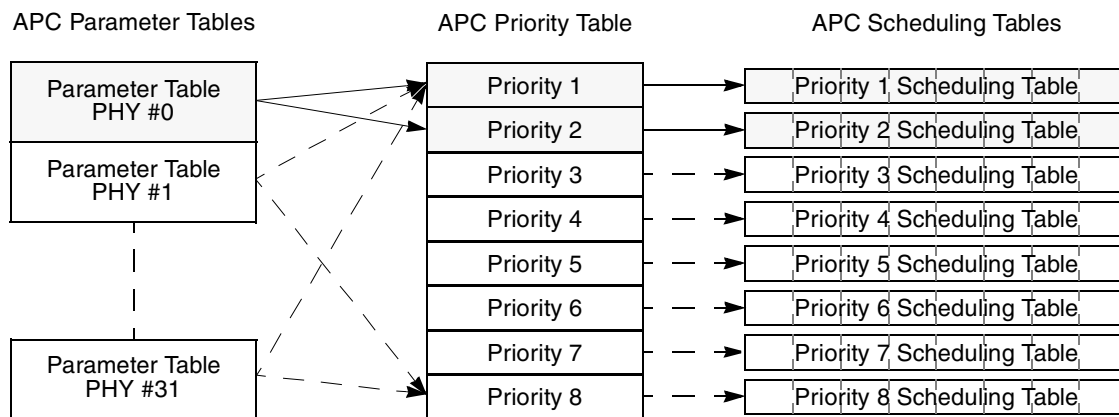 APC Parameter Tables
APC Priority Table
APC Scheduling Tables
Parameter Table
PHY #0
Parameter Table
PHY #1
Parameter Table
PHY #31
Priority 1
Priority 2
Priority 3
Priority 4
Priority 5
Priority 6
Priority 7
Priority 8
Priority 1 Scheduling Table
Priority 2 Scheduling Table
Priority 3 Scheduling Table
Priority 4 Scheduling Table
Priority 5 Scheduling Table
Priority 6 Scheduling Table
Priority 7 Scheduling Table
Priority 8 Scheduling Table